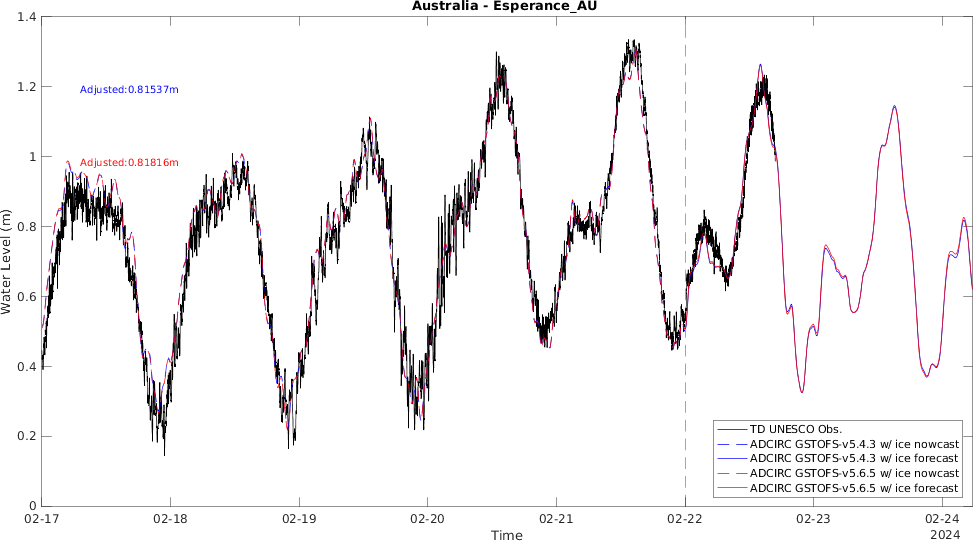 Australia - Esperance_AU
1.4
1.2
1
0.8
0.6
0.4
0.2
0
Water Level (m)
Adjusted:0.81537m
Adjusted:0.81816m
TD UNESCO Obs.
ADCIRC GSTOFS-v5.4.3 w/ ice nowcast
ADCIRC GSTOFS-v5.4.3 w/ ice forecast
ADCIRC GSTOFS-v5.6.5 w/ ice nowcast
ADCIRC GSTOFS-v5.6.5 w/ ice forecast
02-17 02-18 02-19 02-20 02-21 02-22 02-23 02-24
Time
2024